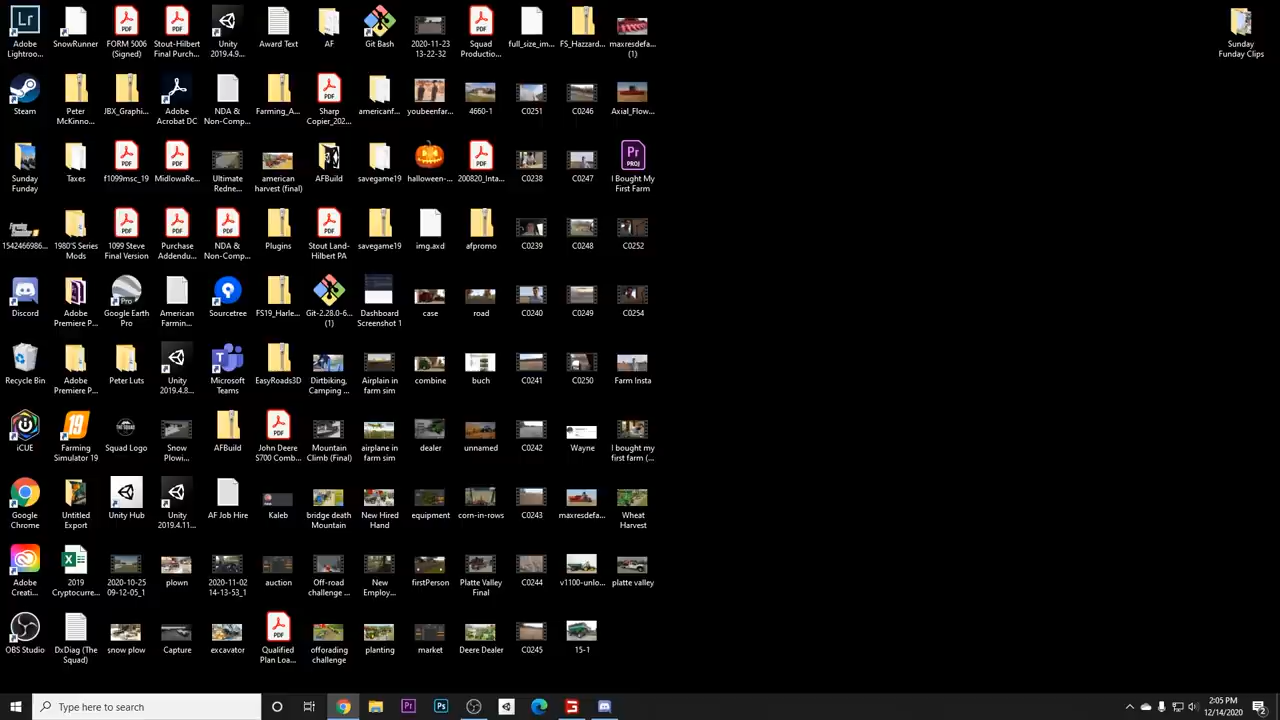 Adobe
Lightroo...
SnowRunner
FORM 5006
(Signed)
Stout-Hilbert
Final Purch...
Unity
2019.4.9...
Award Text
AF
Git Bash
2020-11-23
13-22-32
Squad
Production...
full_size_im...
FS_Hazzard...
maxresdefa...
(1)
Sunday
Funday Clips
Steam
Peter
McKinno...
JBX_Graphi...
Adobe
Acrobat DC
NDA &
Non-Comp...
Farming_A...
Sharp
Copier_202...
americanf...
youbeenfar...
4660-1
C0251
C0246
Axial_Flow...
Sunday
Funday
Taxes
f1099msc_19
MidIowaRe...
Ultimate
Redne...
american
harvest (final)
AFBuild
savegame19
halloween-...
200820_Inta...
C0238
C0247
I Bought My
First Farm
1542466986...
1980'S Series
Mods
1099 Steve
Final Version
Purchase
Addendu...
NDA &
Non-Comp...
Plugins
Stout Land-
Hilbert PA
savegame19
img.axd
afpromo
C0239
C0248
C0252
Discord
Adobe
Premiere P...
Google Earth
Pro
American
Farmin...
Sourcetree
FS19_Harle...
Git-2.28.0-6...
(1)
Dashboard
Screenshot 1
case
road
C0240
C0249
C0254
Recycle Bin
Adobe
Premiere P...
Peter Luts
Unity
2019.4.8...
Microsoft
Teams
EasyRoads3D
Dirtbiking,
Camping ...
Airplain in
farm sim
combine
buch
C0241
C0250
Farm Insta
iCUE
Farming
Simulator 19
Squad Logo
Snow
Plowi...
AFBuild
John Deere
S700 Comb...
Mountain
Climb (Final)
airplane in
farm sim
dealer
unnamed
C0242
Wayne
I bought my
first farm (...
Google
Chrome
Untitled
Export
Unity Hub
Unity
2019.4.11...
AF Job Hire
Kaleb
bridge death
Mountain
New Hired
Hand
equipment
corn-in-rows
C0243
maxresdefa...
Wheat
Harvest
Adobe
Creati...
2019
Cryptocurre...
2020-10-25
09-12-05_1
plown
2020-11-02
14-13-53_1
auction
Off-road
challenge ...
New
Employ...
firstPerson
Platte Valley
Final
C0244
v1100-unlo...
platte valley
OBS Studio
DxDiag (The
Squad)
snow plow
Capture
excavator
Qualified
Plan Loa...
offorading
challenge
planting
market
Deere Dealer
C0245
15-1
Type here to search
2:05 PM
12/14/2020